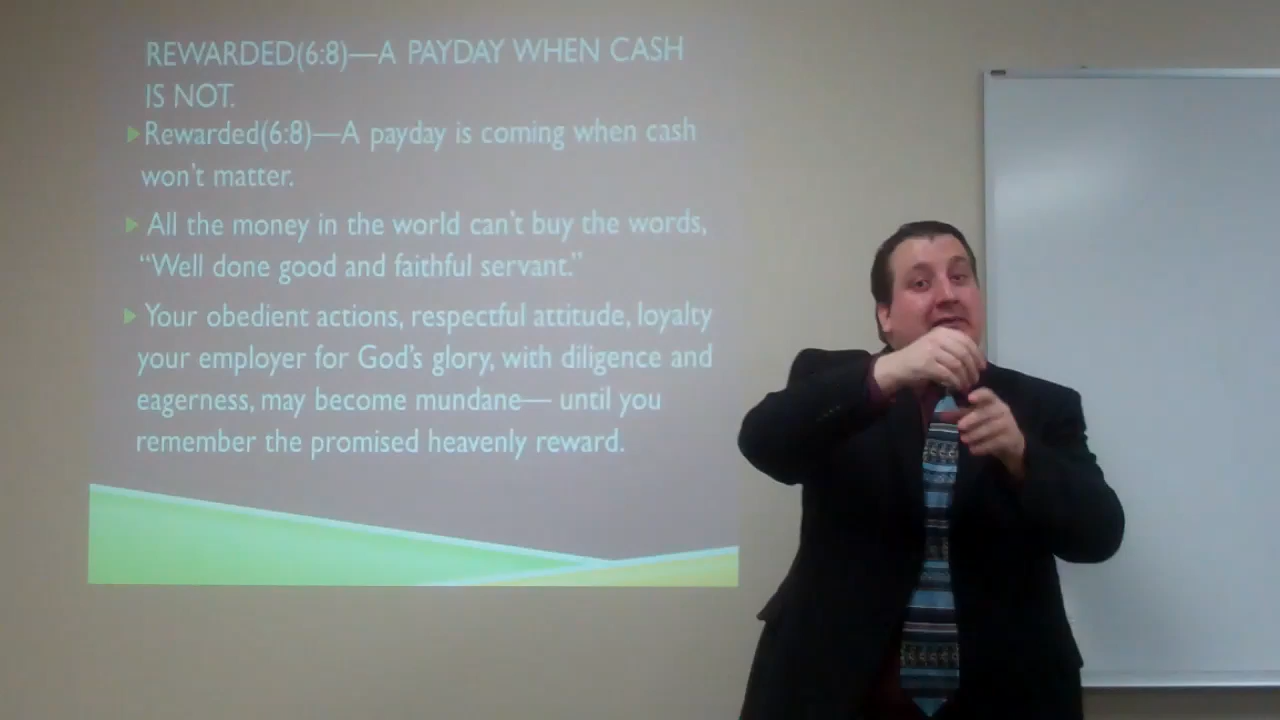 REWARDED(6:8)—A PAYDAY WHEN CASH
IS NOT.
Rewarded(6:8)—A payday is coming when cash
won't matter.
All the money in the world can't buy the words,
“Well done good and faithful servant.”
Your obedient actions, respectful attitude, loyalty
your employer for God's glory, with diligence and
eagerness, may become mundane— until you
remember the promised heavenly reward.